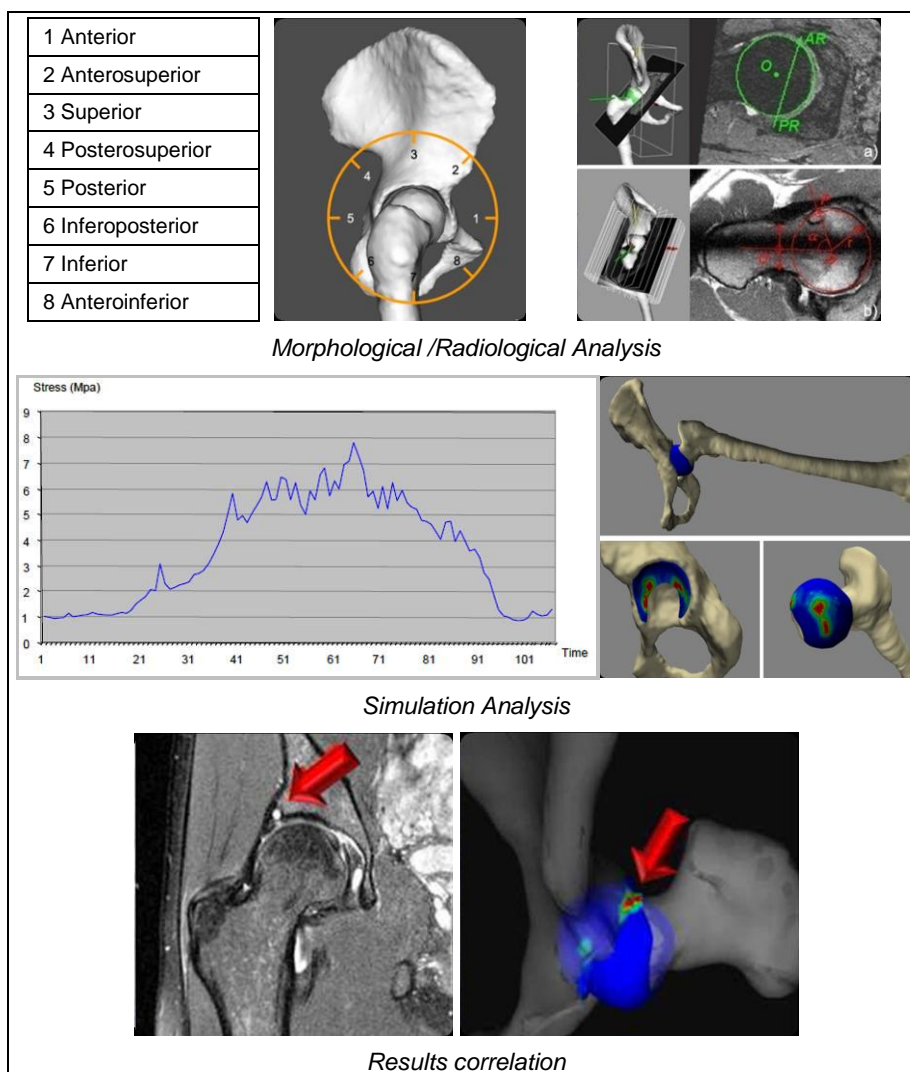 1 Anterior
2 Anterosuperior
3 Superior
4 Posterosuperior
5 Posterior
6 Inferoposterior
7 Inferior
8 Anteroinferior
3
4
2
5
1
6
7
8
AR
O
PR
a)
α
r
b)
Morphological /Radiological Analysis
Stress (Mpa)
9
8
7
6
5
4
3
2
1
0
1 11 21 31 41 51 61 71 81 91 101
Time
Simulation Analysis
Results correlation